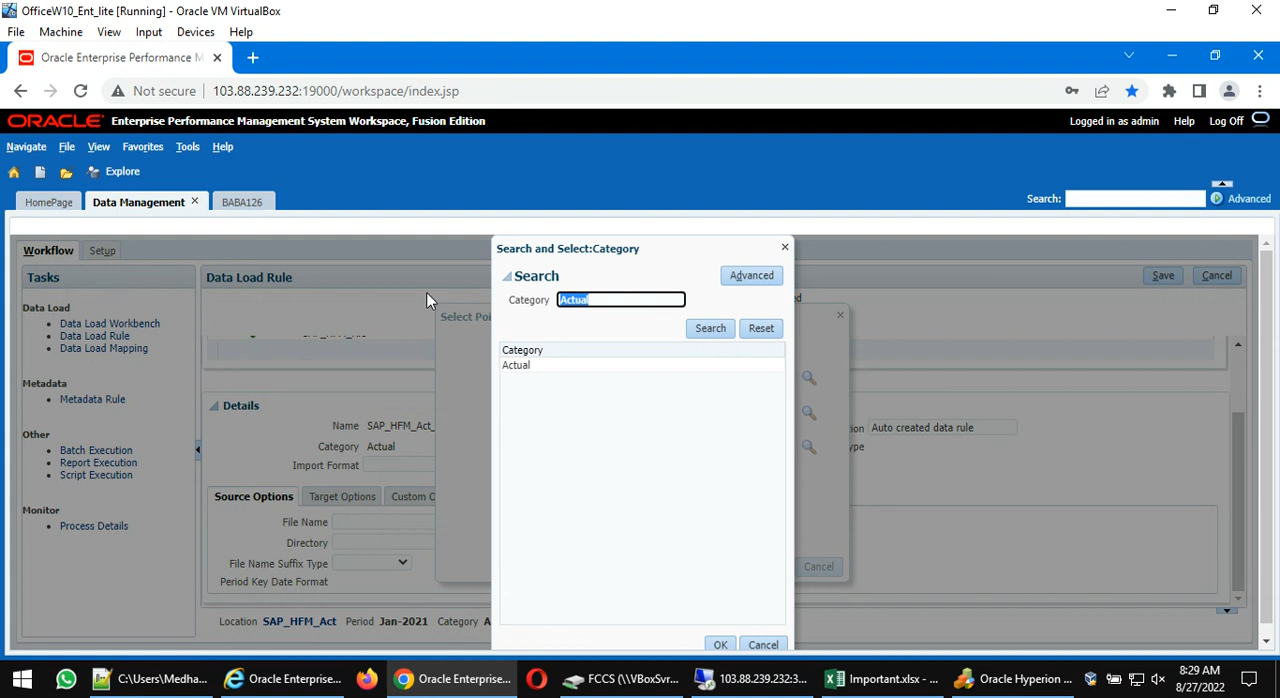 OfficeW10_Ent_lite [Running] - Oracle VM VirtualBox
File Machine View Input Devices Help
Oracle Enterprise Performance M
Not secure 103.88.239.232:19000/workspace/index.jsp
ORACLE Enterprise Performance Management System Workspace, Fusion Edition
Logged in as admin Help Log Off
Navigate File View Favorites Tools Help
Explore
HomePage Data Management BABA126
Search: Advanced
Workflow Setup
Tasks
Data Load
Data Load Workbench
Data Load Rule
Data Load Mapping
Metadata
Metadata Rule
Other
Batch Execution
Report Execution
Script Execution
Monitor
Process Details
Data Load Rule
Save Cancel
Select Poi
Details
Name SAP_HFM_Act_
Category Actual
Import Format
Auto created data rule
Source Options Target Options Custom O
File Name
Directory
File Name Suffix Type
Period Key Date Format
Cancel
Location SAP_HFM_Act Period Jan-2021 Category A
Search and Select:Category
Search
Advanced
Category Actual
Search Reset
Category
Actual
OK Cancel
C:\Users\Medha...
Oracle Enterprise...
Oracle Enterprise...
FCCS (\\VBoxSvr...
103.88.239.232:3...
Important.xlsx - ...
Oracle Hyperion ...
8:29 AM
8/27/2022